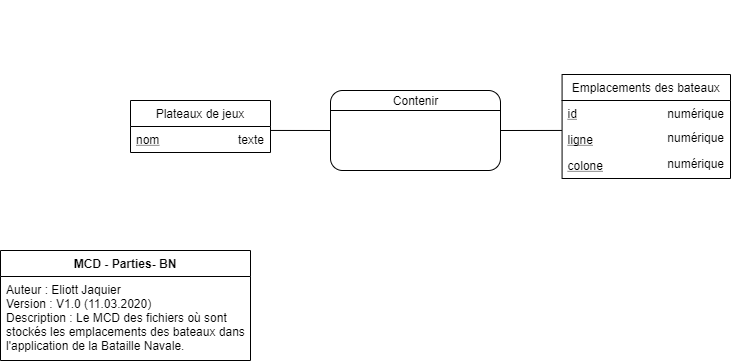 Contenir
Emplacements des bateaux
id numérique
ligne numérique
colone numérique
Plateaux de jeux
nom texte
MCD - Parties- BN
Auteur : Eliott Jaquier
Version : V1.0 (11.03.2020)
Description : Le MCD des fichiers où sont
stockés les emplacements des bateaux dans
l'application de la Bataille Navale.